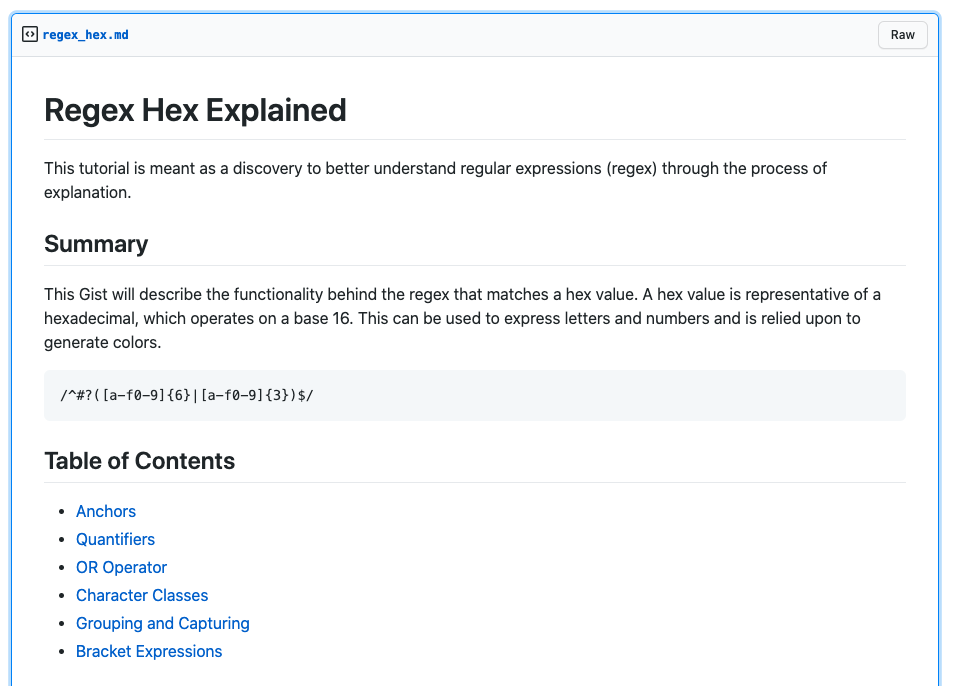 regex_hex.md
Raw
Regex Hex Explained
This tutorial is meant as a discovery to better understand regular expressions (regex) through the process of
explanation.
Summary
This Gist will describe the functionality behind the regex that matches a hex value. A hex value is representative of a
hexadecimal, which operates on a base 16. This can be used to express letters and numbers and is relied upon to
generate colors.
/^#?([a-f0-9]{6}|[a-f0-9]{3})$/
Table of Contents
• Anchors
• Quantifiers
• OR Operator
• Character Classes
• Grouping and Capturing
• Bracket Expressions